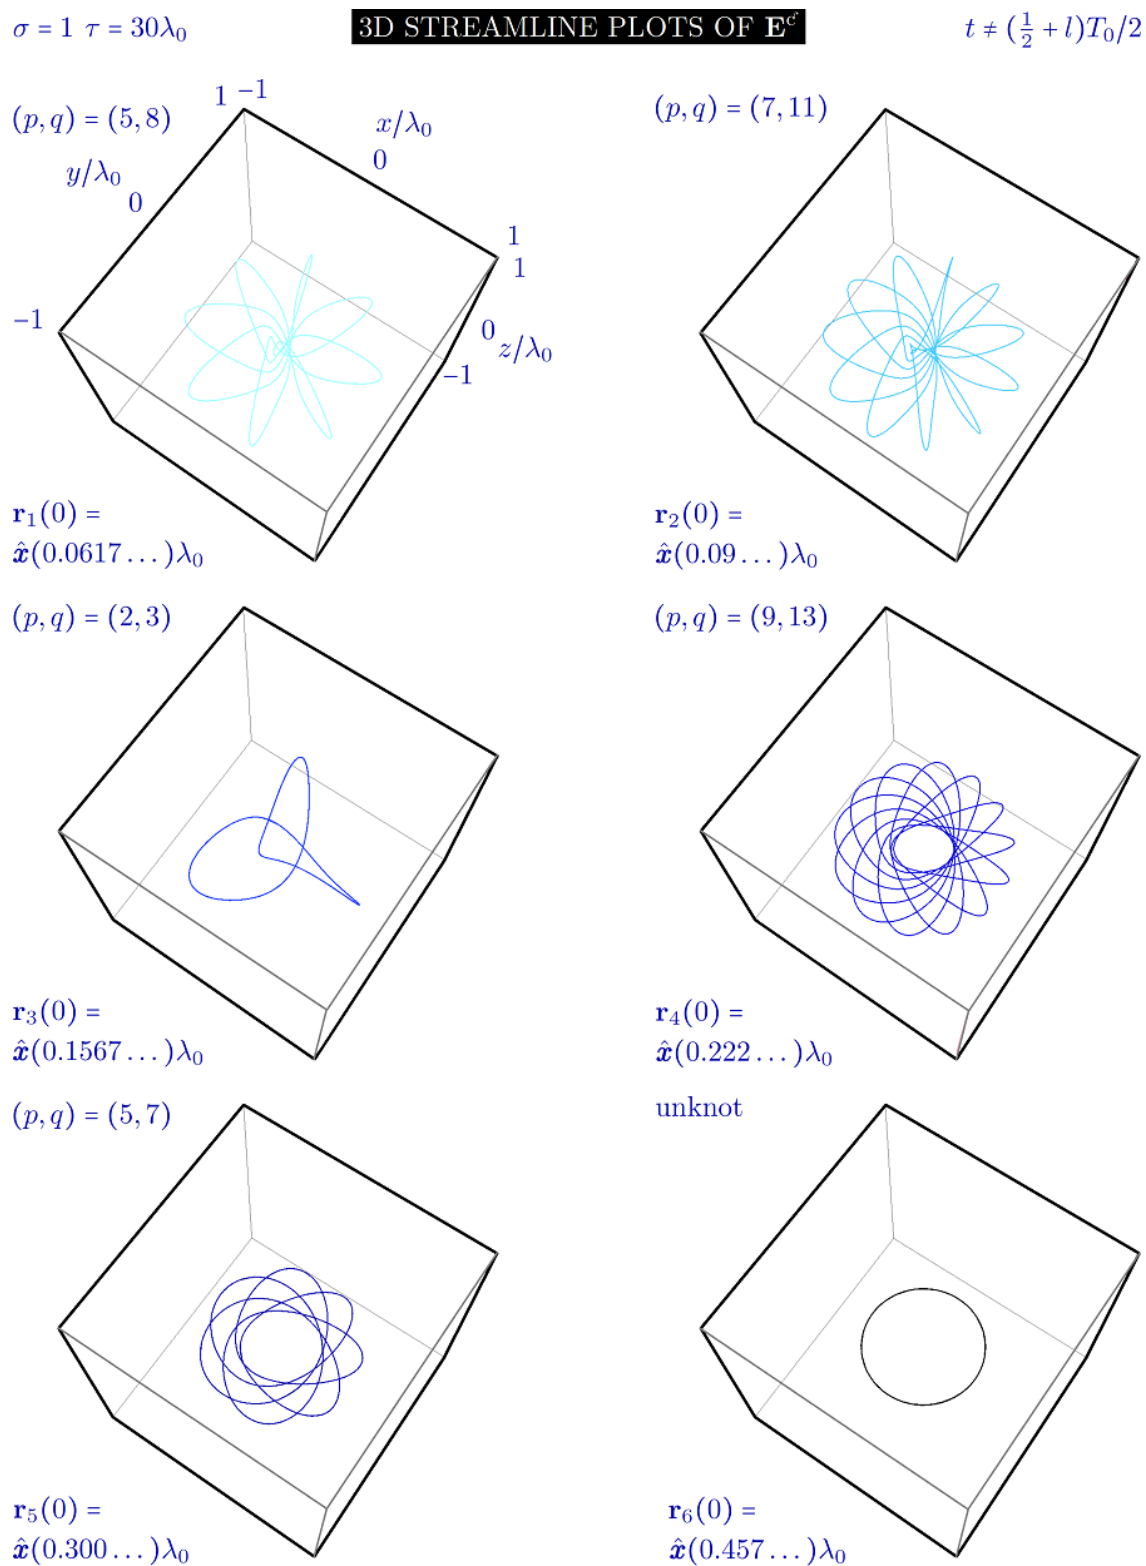 σ = 1 τ = 30λ₀
3D STREAMLINE PLOTS OF 𝐄ᵈ
t ≠ (1/2 + l)T₀/2
(p, q) = (5, 8)
1 −1
x/λ₀
0
y/λ₀
0
1
1
−1
0
z/λ₀
−1
𝐫₁(0) =
x̂(0.0617...)λ₀
(p, q) = (7, 11)
𝐫₂(0) =
x̂(0.09...)λ₀
(p, q) = (2, 3)
𝐫₃(0) =
x̂(0.1567...)λ₀
(p, q) = (9, 13)
𝐫₄(0) =
x̂(0.222...)λ₀
(p, q) = (5, 7)
𝐫₅(0) =
x̂(0.300...)λ₀
unknot
𝐫₆(0) =
x̂(0.457...)λ₀